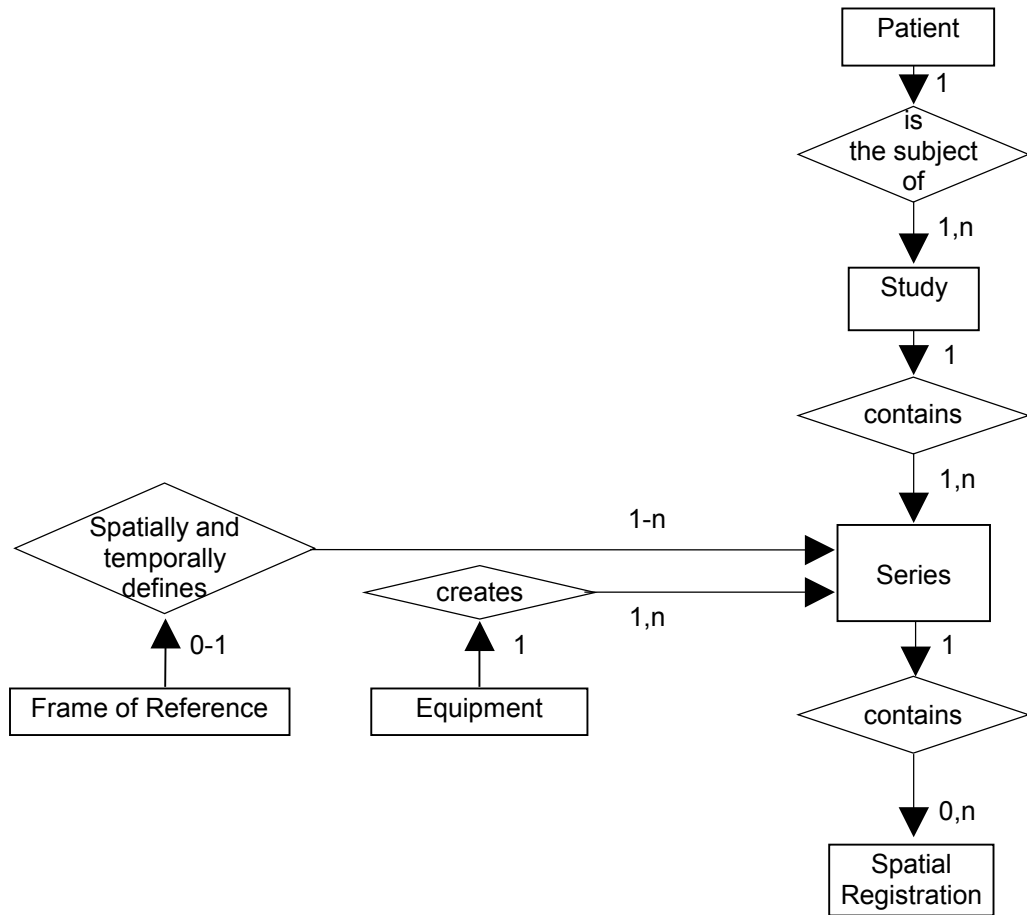 Patient
1
is
the subject
of
1,n
Study
1
contains
1,n
Spatially and
temporally
defines
1-n
Series
creates
1,n
0-1
1
1
Frame of Reference
Equipment
contains
0,n
Spatial
Registration